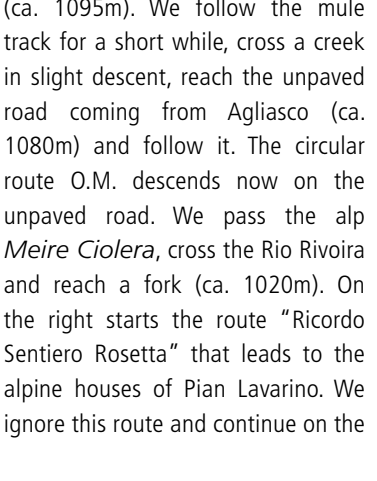 (ca. 1095m). We follow the mule
track for a short while, cross a creek
in slight descent, reach the unpaved
road coming from Agliasco (ca.
1080m) and follow it. The circular
route O.M. descends now on the
unpaved road. We pass the alp
Meire Ciolera, cross the Rio Rivoira
and reach a fork (ca. 1020m). On
the right starts the route “Ricordo
Sentiero Rosetta” that leads to the
alpine houses of Pian Lavarino. We
ignore this route and continue on the